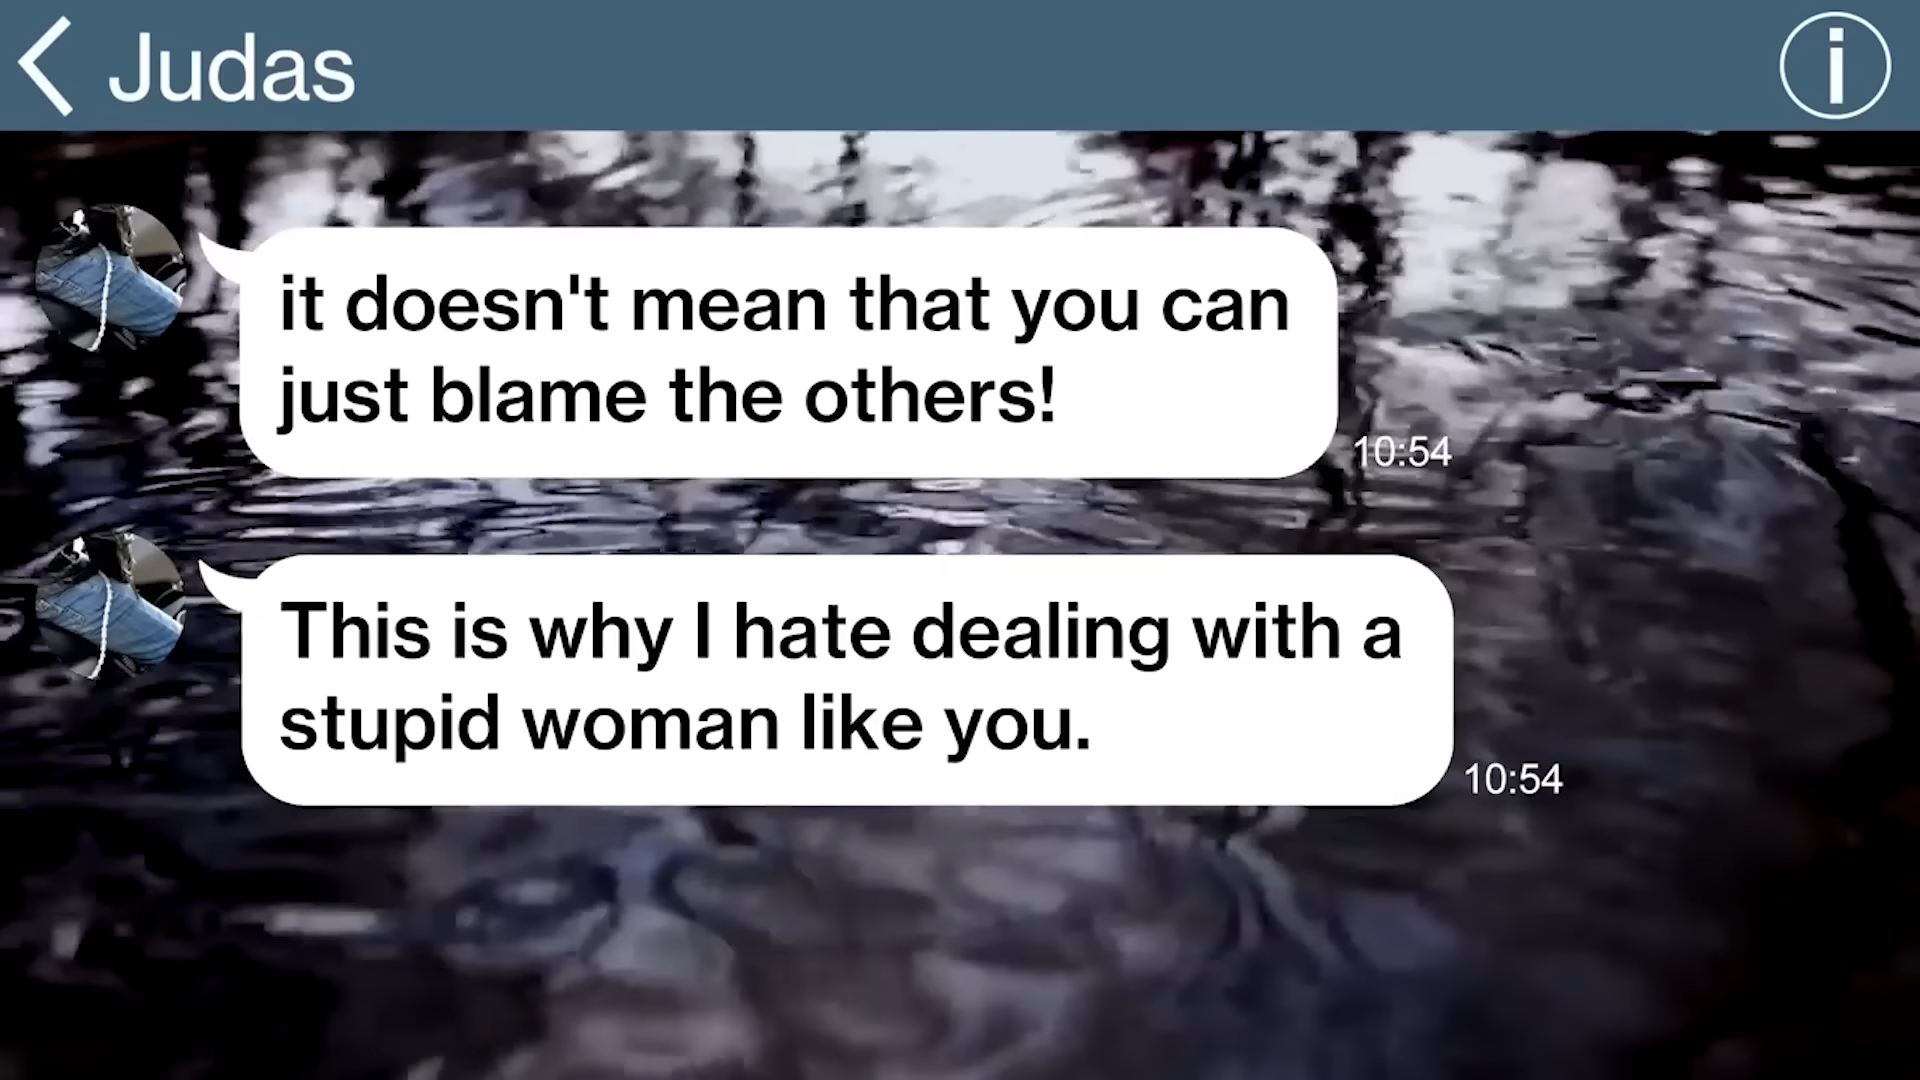 Judas
it doesn't mean that you can
just blame the others!
10:54
This is why I hate dealing with a
stupid woman like you.
10:54